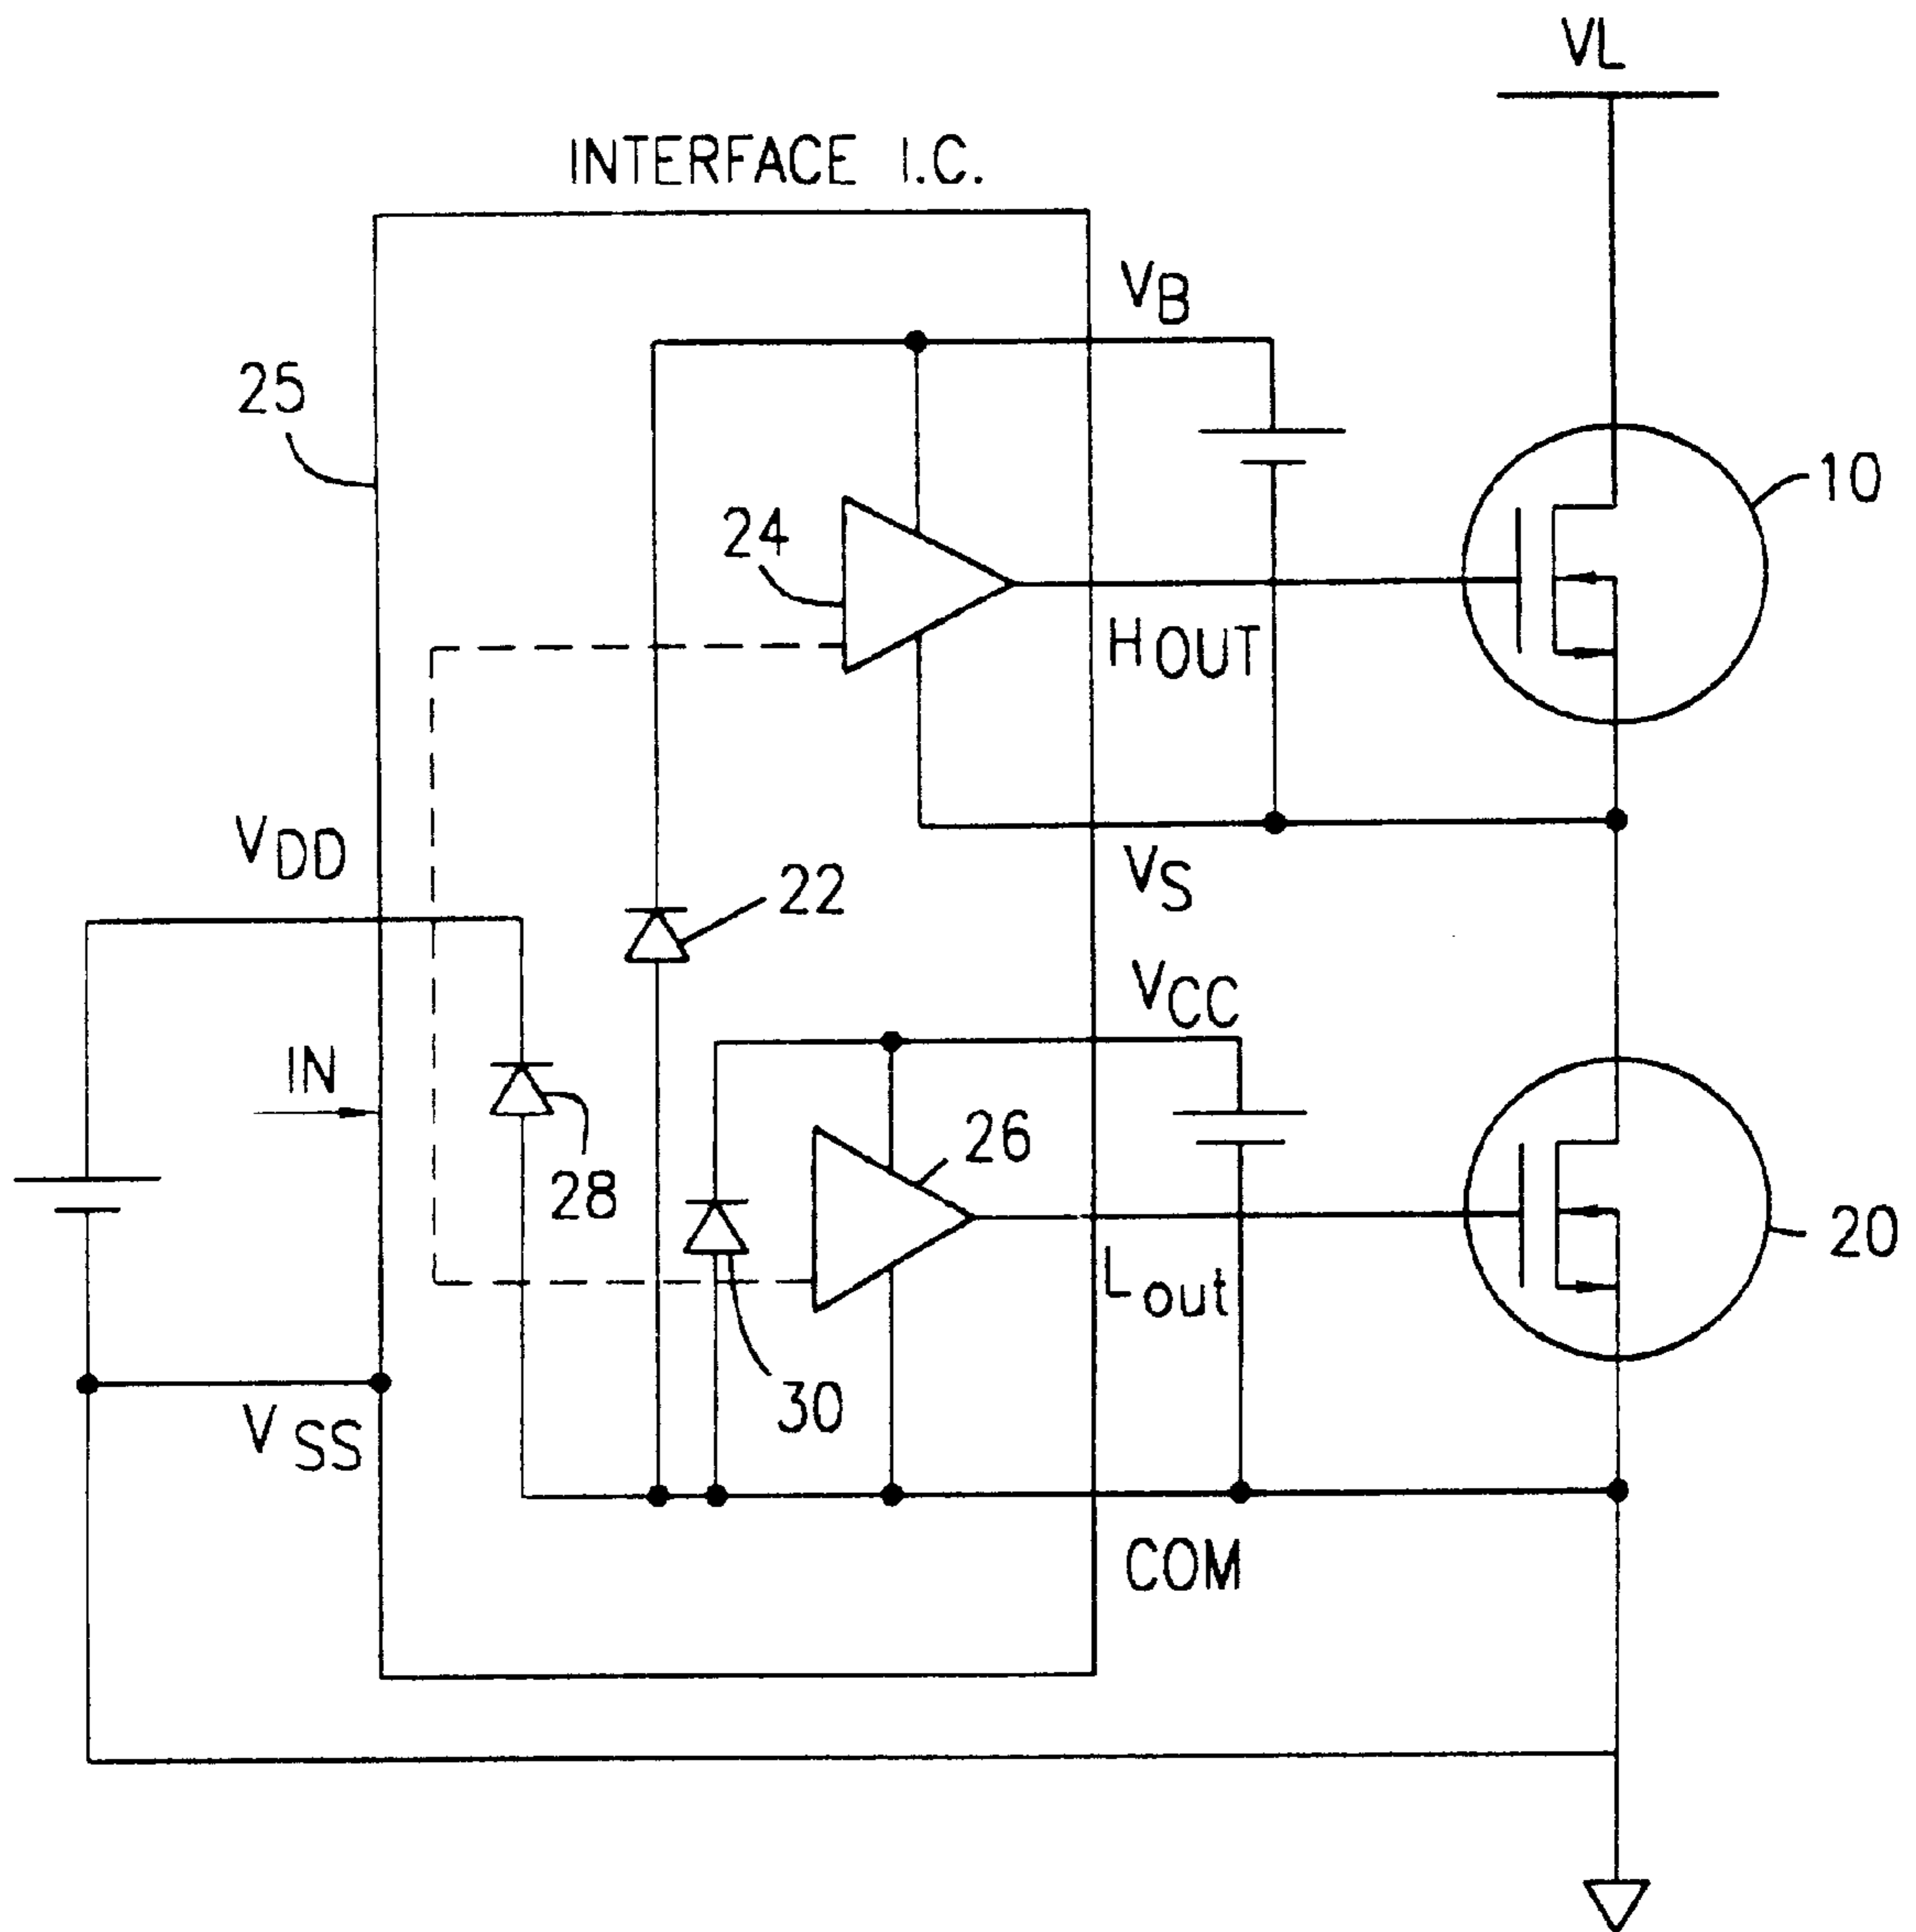 VL
INTERFACE I.C.
VB
25
10
24
HOUT
VDD
VS
22
VCC
IN
26
28
20
Lout
30
VSS
COM